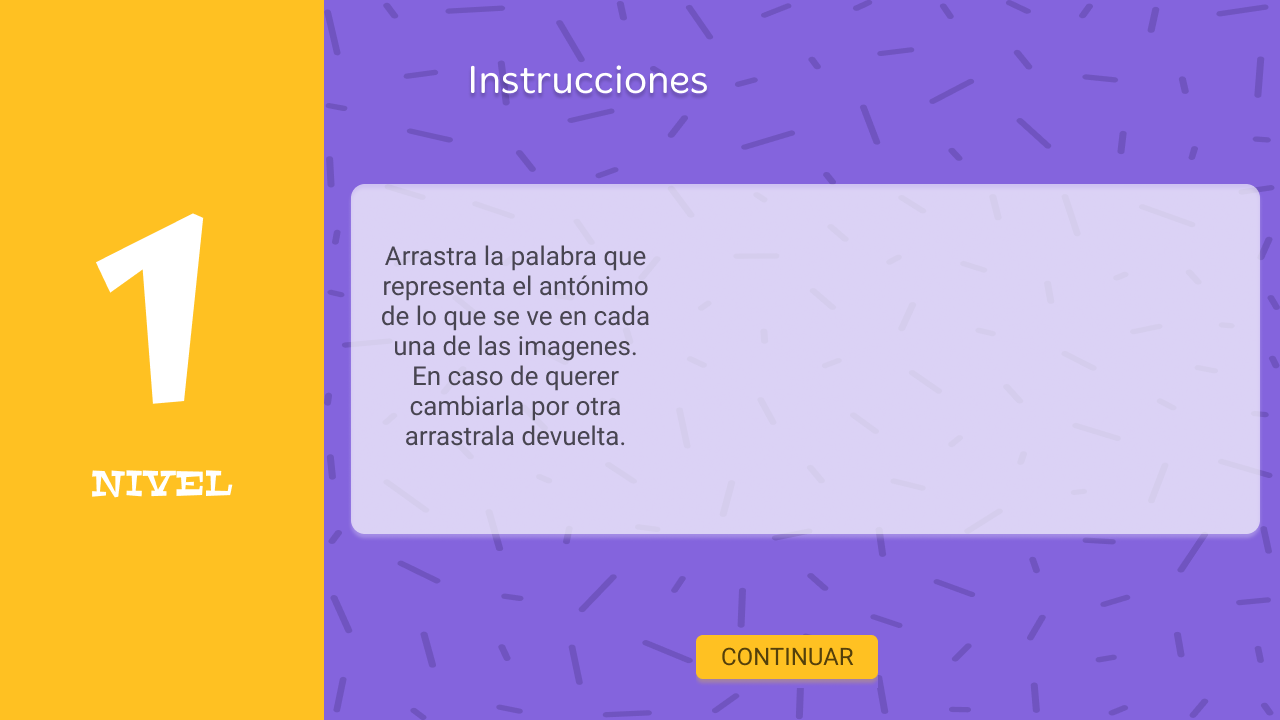 1
NIVEL
Instrucciones
Arrastra la palabra que
representa el antónimo
de lo que se ve en cada
una de las imagenes.
En caso de querer
cambiarla por otra
arrastrala devuelta.
CONTINUAR